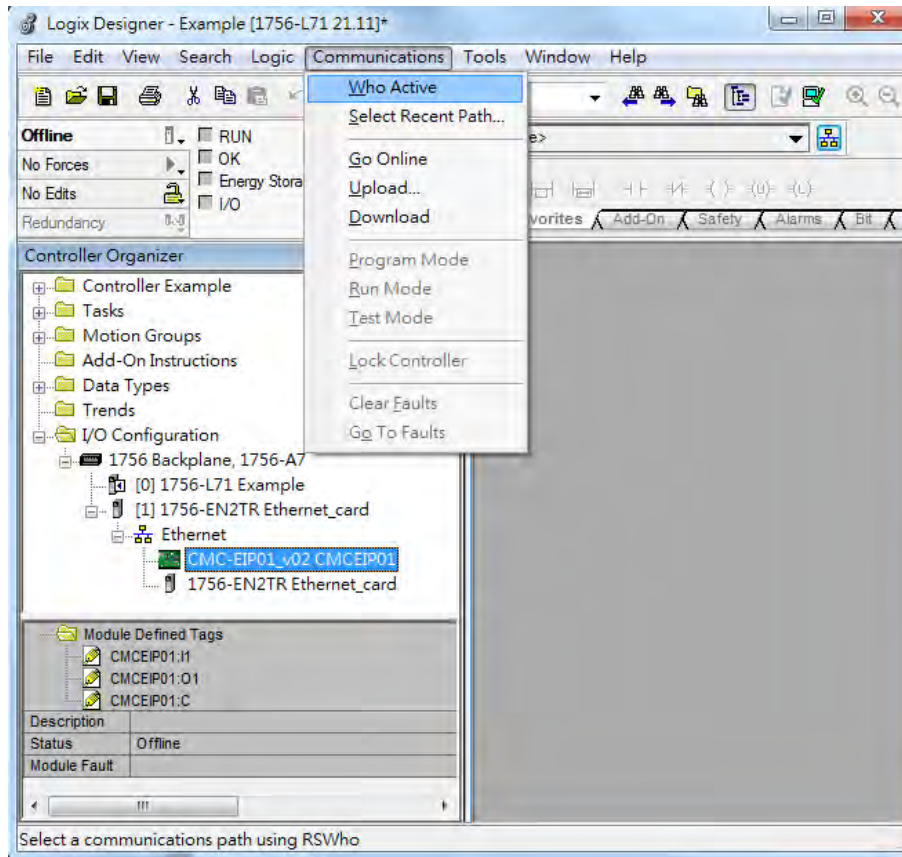 Logix Designer - Example [1756-L71 21.11]*
File Edit View Search Logic Communications Tools Window Help
Who Active
Select Recent Path...
Go Online
Upload...
Download
Program Mode
Run Mode
Test Mode
Lock Controller
Clear Faults
Go To Faults
Offline
RUN
No Forces
OK
No Edits
Energy Stora
I/O
Redundancy
e>
vorites Add-On Safety Alarms Bit
Controller Organizer
Controller Example
Tasks
Motion Groups
Add-On Instructions
Data Types
Trends
I/O Configuration
1756 Backplane, 1756-A7
[0] 1756-L71 Example
[1] 1756-EN2TR Ethernet_card
Ethernet
CMC-EIP01_v02 CMCEIP01
1756-EN2TR Ethernet_card
Module Defined Tags
CMCEIP01:I1
CMCEIP01:O1
CMCEIP01:C
Description
Status Offline
Module Fault
Select a communications path using RSWho